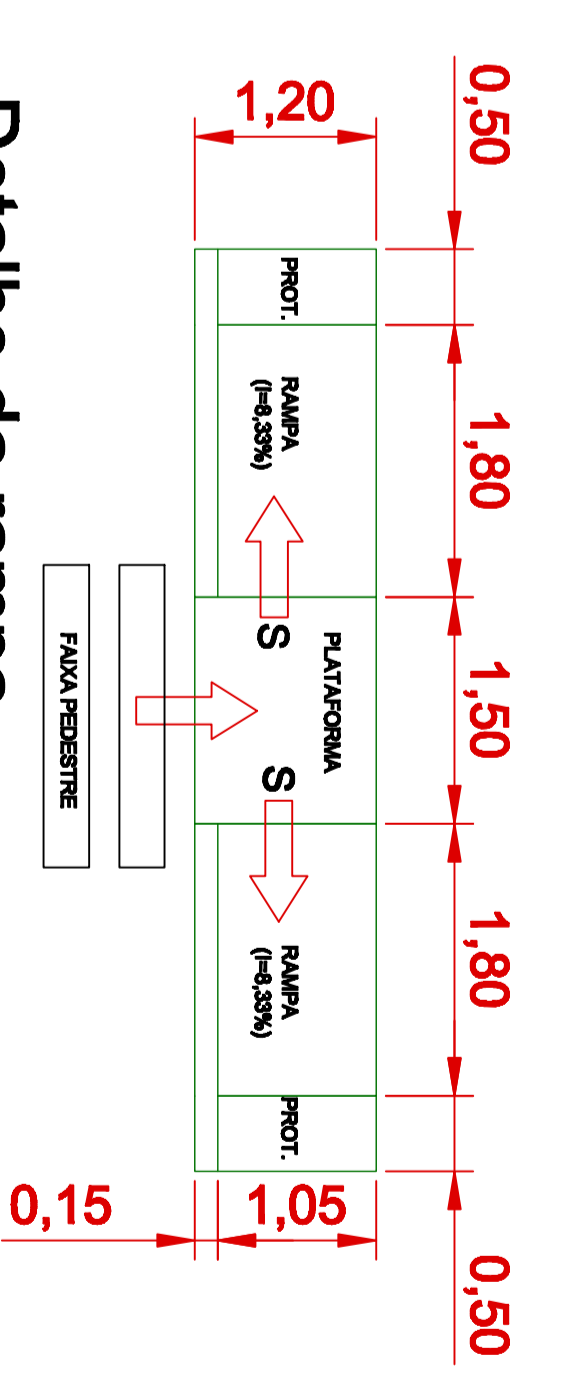 0,50
1,80
1,50
1,80
0,50
1,20
PROT.
RAMPA
(I=8,33%)
S
PLATAFORMA
S
RAMPA
(I=8,33%)
PROT.
1,05
0,15
FAIXA PEDESTRE